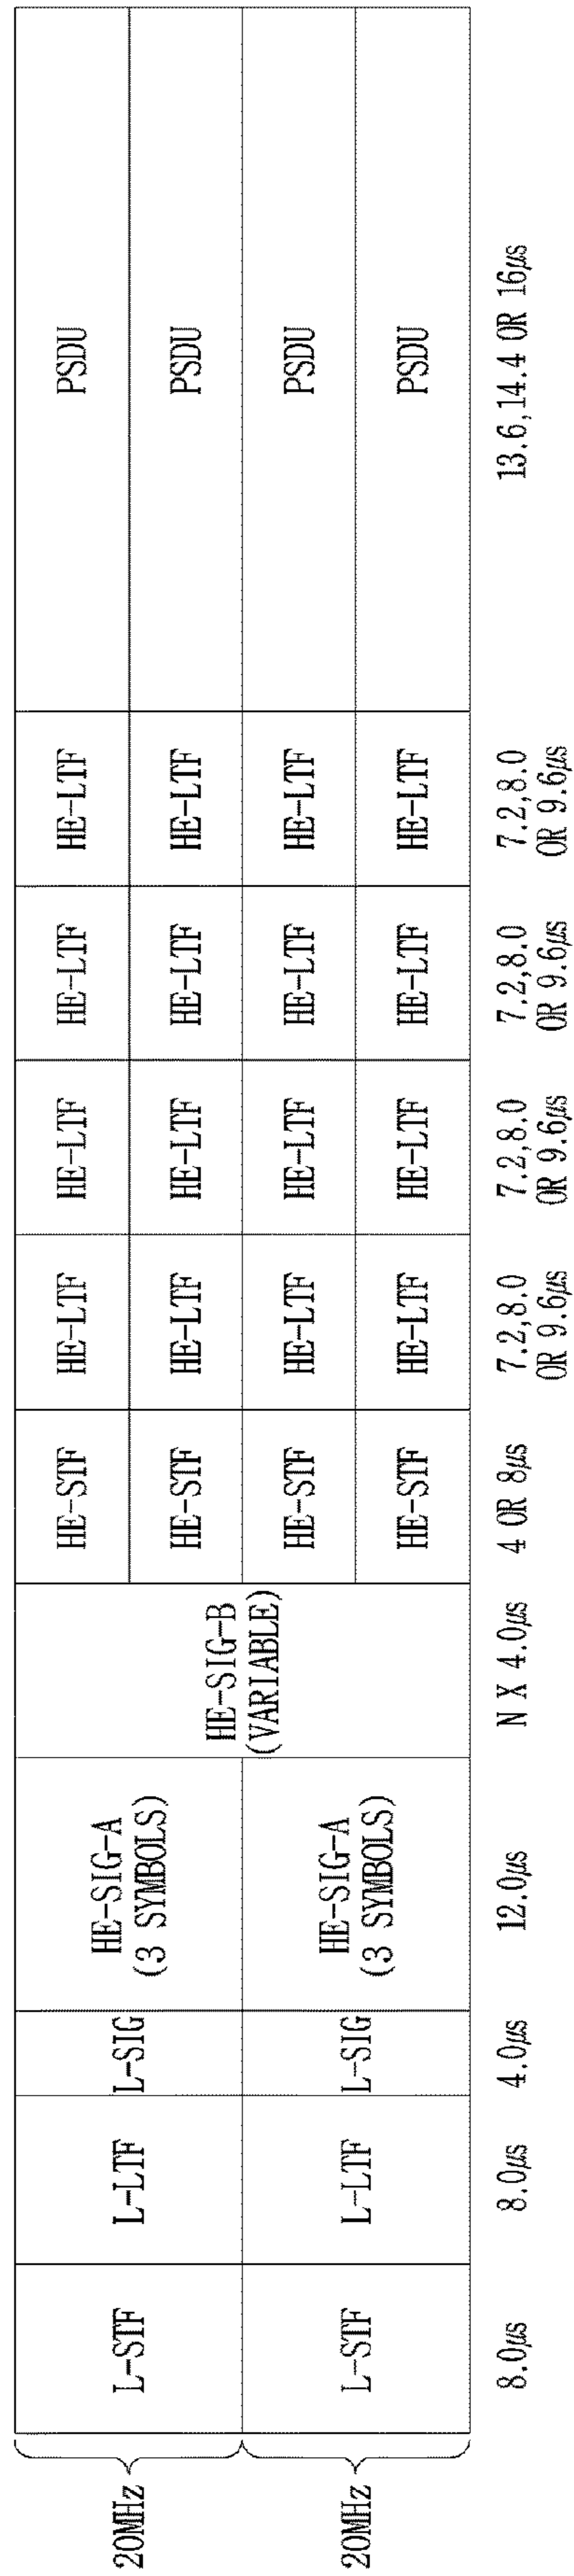 20MHz
20MHz
L-STF
L-STF
8.0μs
L-LTF
L-LTF
8.0μs
L-SIG
L-SIG
4.0μs
HE-SIG-A
(3 SYMBOLS)
HE-SIG-A
(3 SYMBOLS)
12.0μs
HE-SIG-B
(VARIABLE)
N X 4.0μs
HE-STF
HE-STF
HE-STF
HE-STF
4 OR 8μs
HE-LTF
HE-LTF
HE-LTF
HE-LTF
7.2,8.0
OR 9.6μs
HE-LTF
HE-LTF
HE-LTF
HE-LTF
7.2,8.0
OR 9.6μs
HE-LTF
HE-LTF
HE-LTF
HE-LTF
7.2,8.0
OR 9.6μs
HE-LTF
HE-LTF
HE-LTF
HE-LTF
7.2,8.0
OR 9.6μs
PSDU
PSDU
PSDU
PSDU
13.6,14.4 OR 16μs